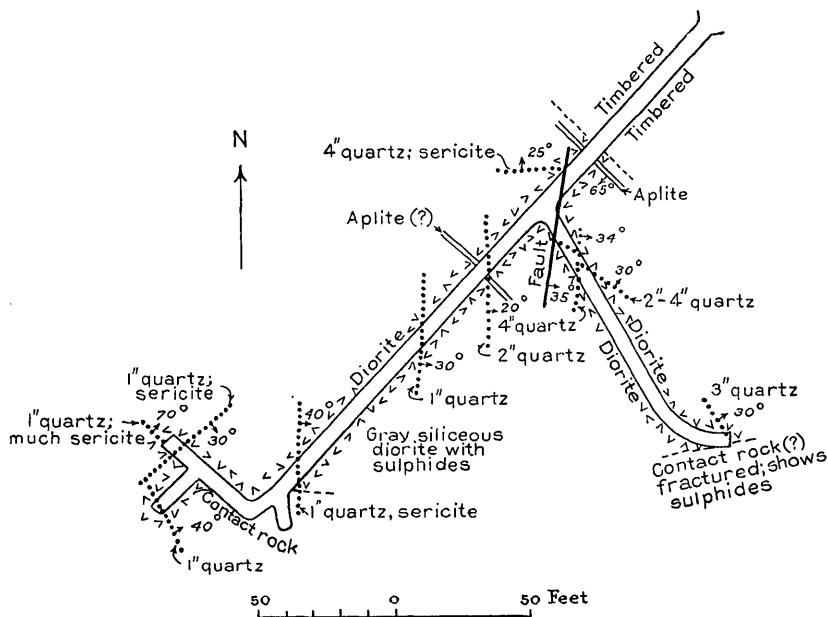 Timbered
Timbered
N
4" quartz; sericite
25°
65°
Aplite
Aplite (?)
34°
Fault
30°
35°
2"-4" quartz
4" quartz
20°
2" quartz
Diorite
30°
1" quartz
Diorite
Diorite
3" quartz
30°
1" quartz;
sericite
1" quartz;
much sericite
70°
30°
40°
Gray siliceous
diorite with
sulphides
Contact rock(?)
fractured; shows
sulphides
Contact rock
40°
1" quartz, sericite
1" quartz
50 0 50 Feet